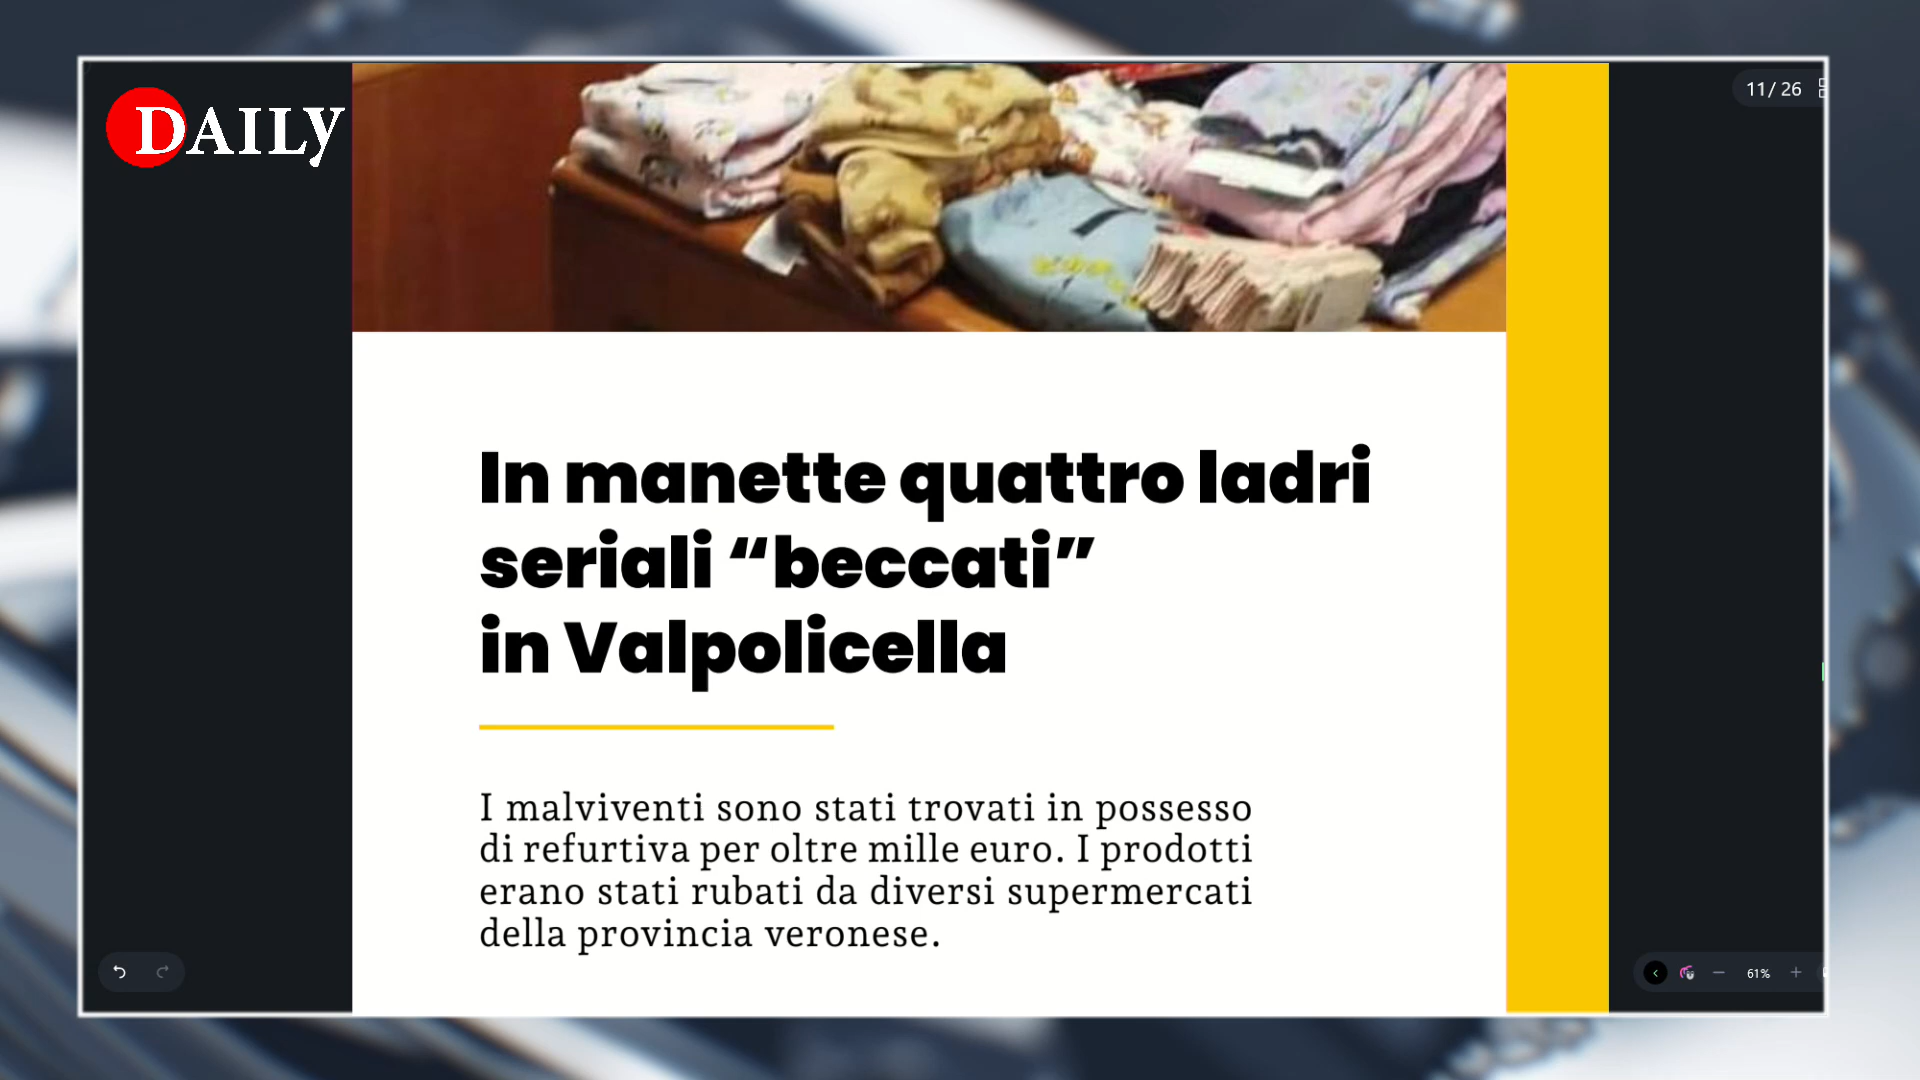 DAILY
11/ 26
In manette quattro ladri
seriali “beccati”
in Valpolicella
I malviventi sono stati trovati in possesso
di refurtiva per oltre mille euro. I prodotti
erano stati rubati da diversi supermercati
della provincia veronese.
61%